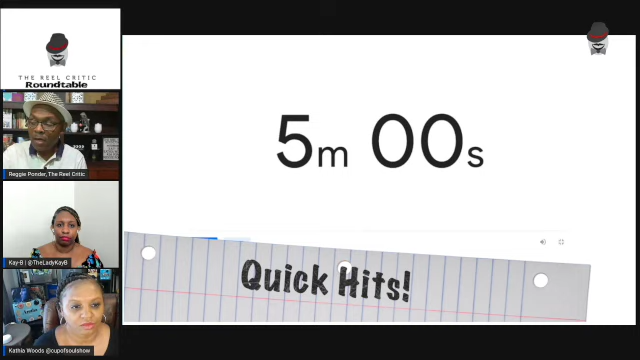 THE REEL CRITIC
Roundtable
Reggie Ponder, The Reel Critic
Kay-B | @TheLadyKayB
Kathia Woods @cupofsoulshow
5m 00s
Quick Hits!